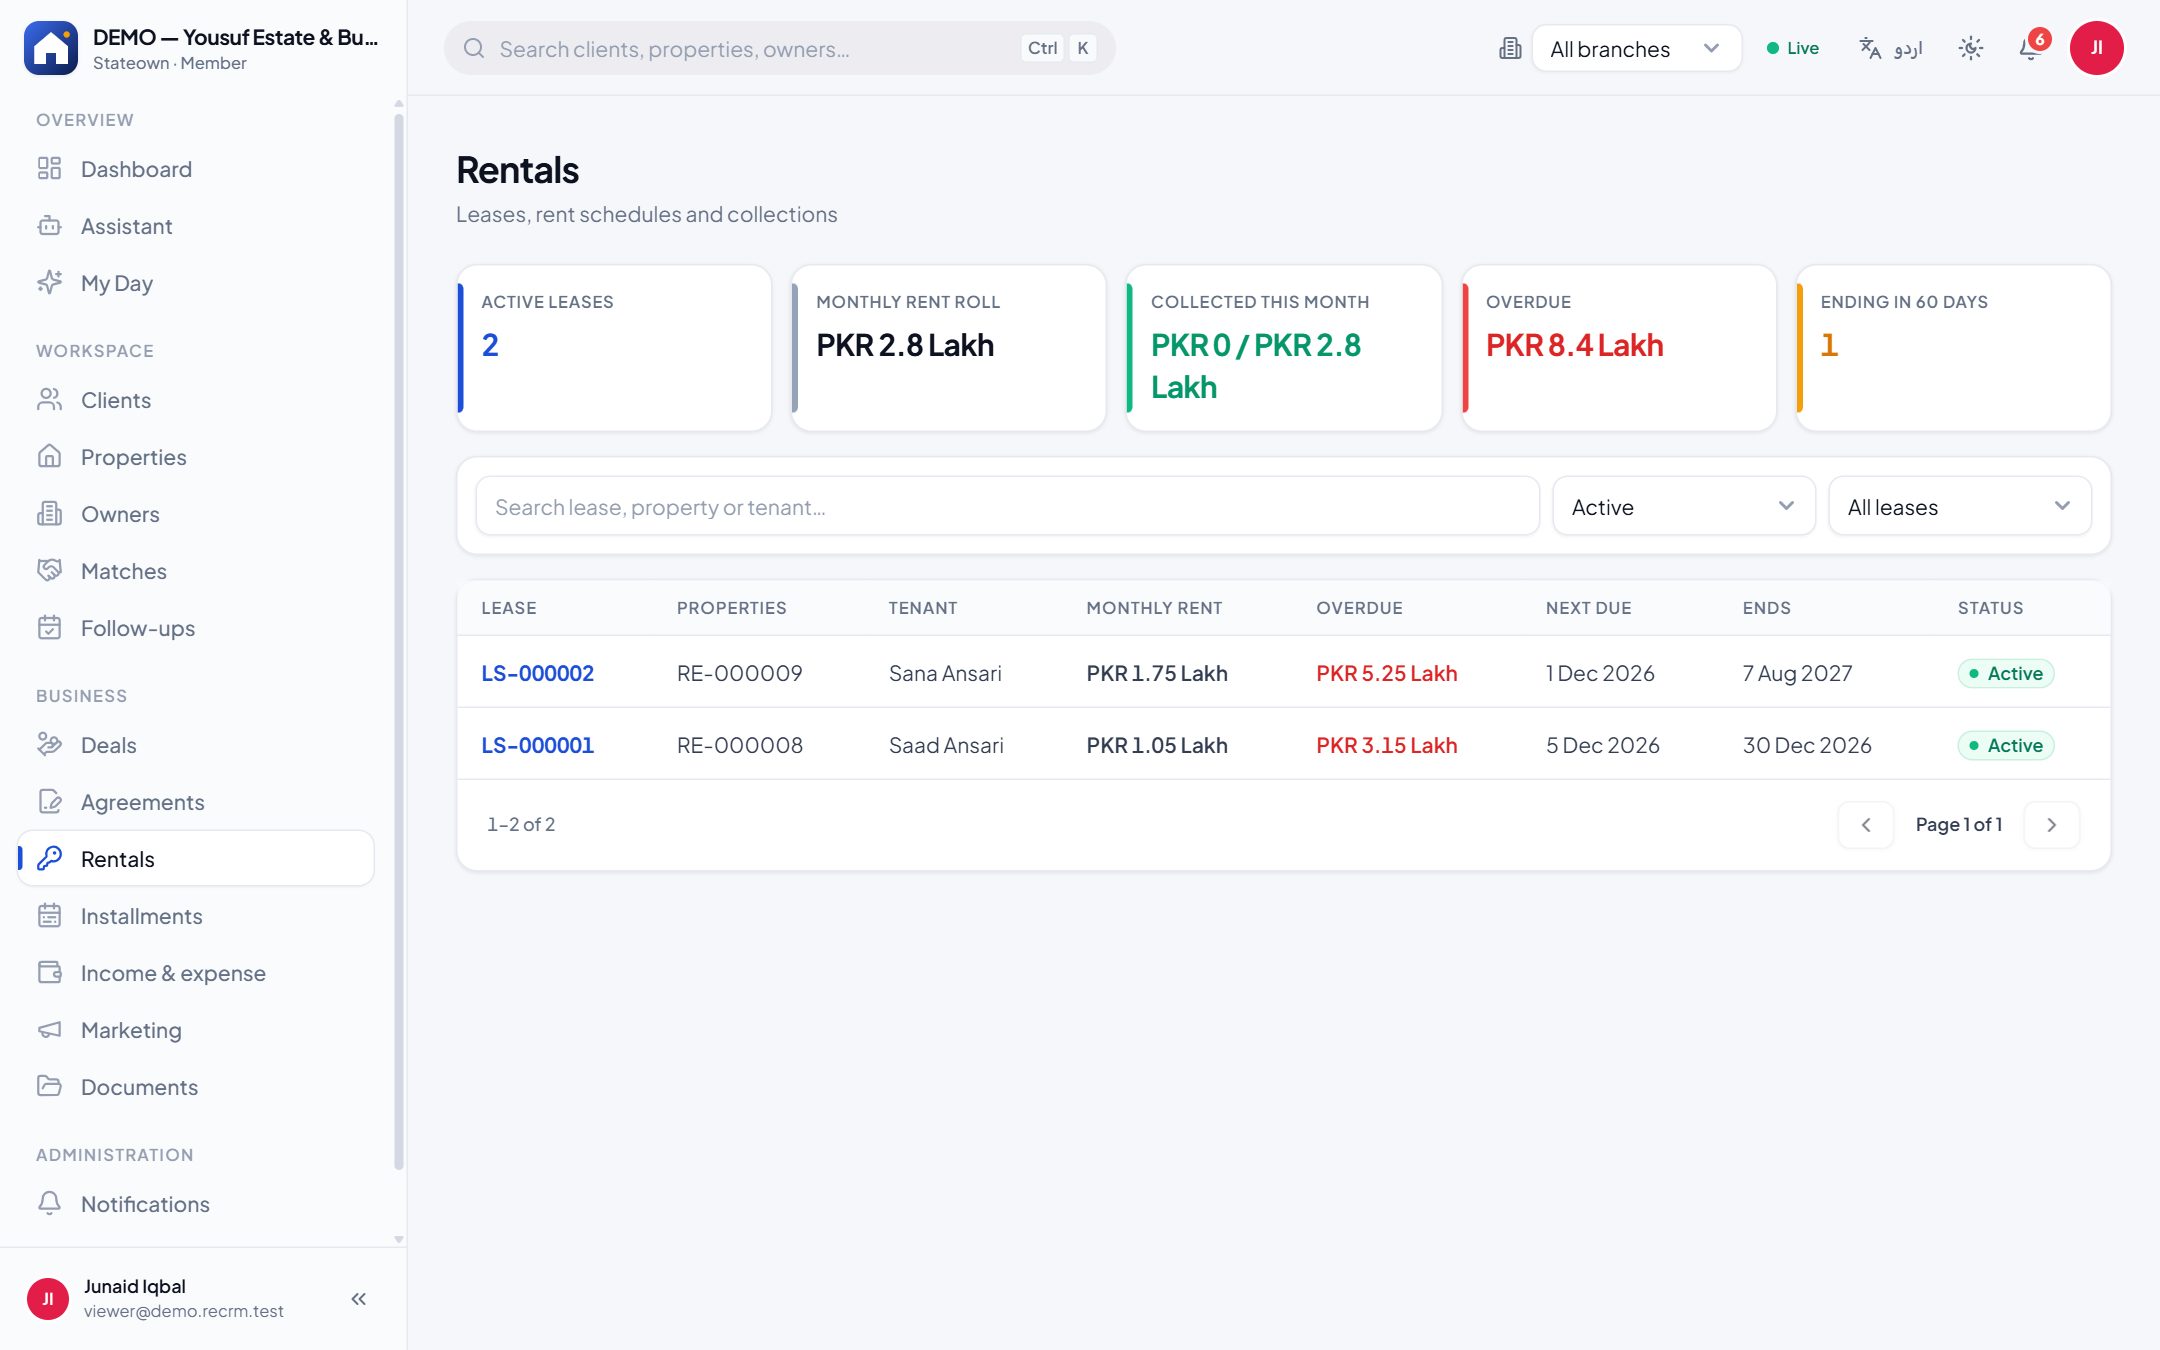 DEMO — Yousuf Estate & Bu...
Stateown · Member
OVERVIEW
Dashboard
Assistant
My Day
WORKSPACE
Clients
Properties
Owners
Matches
Follow-ups
BUSINESS
Deals
Agreements
Rentals
Installments
Income & expense
Marketing
Documents
ADMINISTRATION
Notifications
JI
Junaid Iqbal
viewer@demo.recrm.test
Search clients, properties, owners...
Ctrl K
All branches
Live
اردو
6
JI
Rentals
Leases, rent schedules and collections
ACTIVE LEASES
2
MONTHLY RENT ROLL
PKR 2.8 Lakh
COLLECTED THIS MONTH
PKR 0 / PKR 2.8
Lakh
OVERDUE
PKR 8.4 Lakh
ENDING IN 60 DAYS
1
Search lease, property or tenant...
Active
All leases
LEASE PROPERTIES TENANT MONTHLY RENT OVERDUE NEXT DUE ENDS STATUS
LS-000002 RE-000009 Sana Ansari PKR 1.75 Lakh PKR 5.25 Lakh 1 Dec 2026 7 Aug 2027 Active
LS-000001 RE-000008 Saad Ansari PKR 1.05 Lakh PKR 3.15 Lakh 5 Dec 2026 30 Dec 2026 Active
1–2 of 2
Page 1 of 1